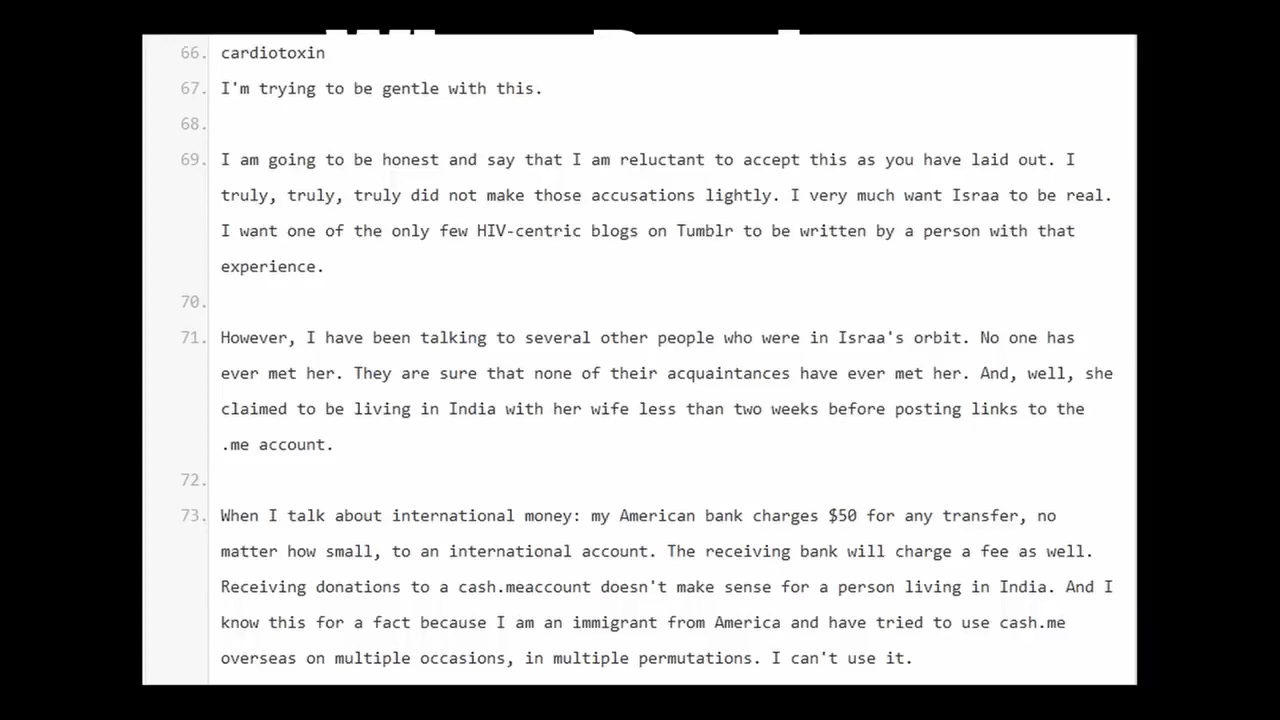 66. cardiotoxin
67. I'm trying to be gentle with this.
68.
69. I am going to be honest and say that I am reluctant to accept this as you have laid out. I
truly, truly, truly did not make those accusations lightly. I very much want Israa to be real.
I want one of the only few HIV-centric blogs on Tumblr to be written by a person with that
experience.
70.
71. However, I have been talking to several other people who were in Israa's orbit. No one has
ever met her. They are sure that none of their acquaintances have ever met her. And, well, she
claimed to be living in India with her wife less than two weeks before posting links to the
.me account.
72.
73. When I talk about international money: my American bank charges $50 for any transfer, no
matter how small, to an international account. The receiving bank will charge a fee as well.
Receiving donations to a cash.meaccount doesn't make sense for a person living in India. And I
know this for a fact because I am an immigrant from America and have tried to use cash.me
overseas on multiple occasions, in multiple permutations. I can't use it.